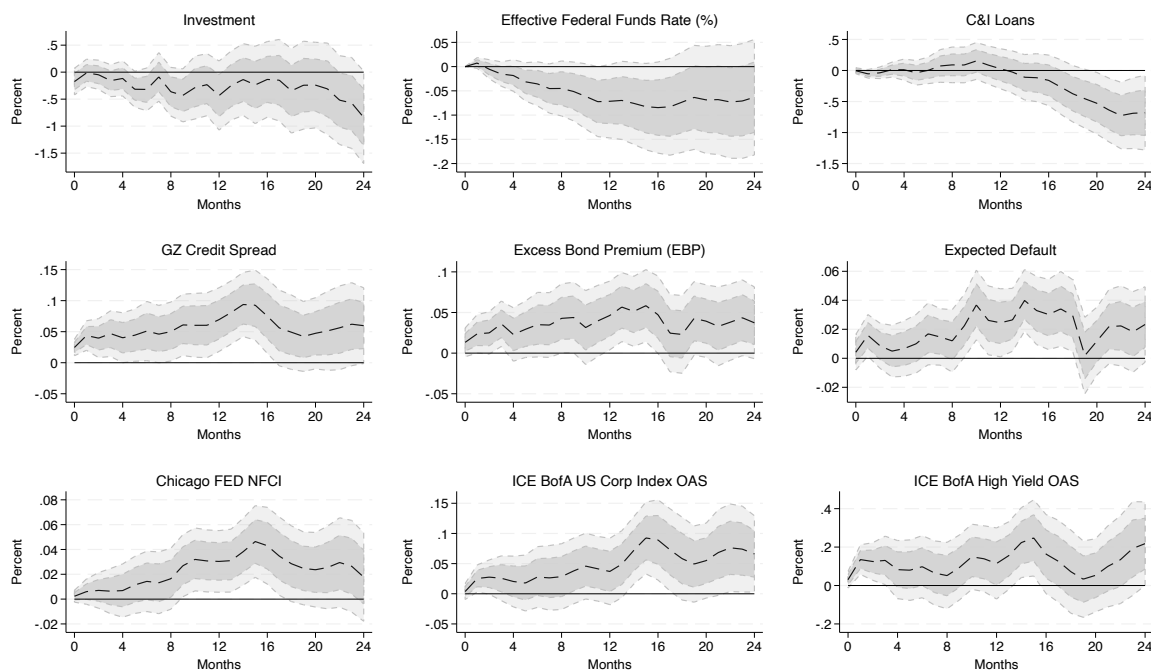 Investment
Percent
.5
0
-.5
-1
-1.5
0 4 8 12 16 20 24
Months
Effective Federal Funds Rate (%)
Percent
.05
0
-.05
-.1
-.15
-.2
0 4 8 12 16 20 24
Months
C&I Loans
Percent
.5
0
-.5
-1
-1.5
0 4 8 12 16 20 24
Months
GZ Credit Spread
Percent
.15
.1
.05
0
-.05
0 4 8 12 16 20 24
Months
Excess Bond Premium (EBP)
Percent
.1
.05
0
-.05
0 4 8 12 16 20 24
Months
Expected Default
Percent
.06
.04
.02
0
-.02
0 4 8 12 16 20 24
Months
Chicago FED NFCI
Percent
.08
.06
.04
.02
0
-.02
0 4 8 12 16 20 24
Months
ICE BofA US Corp Index OAS
Percent
.15
.1
.05
0
-.05
0 4 8 12 16 20 24
Months
ICE BofA High Yield OAS
Percent
.4
.2
0
-.2
0 4 8 12 16 20 24
Months